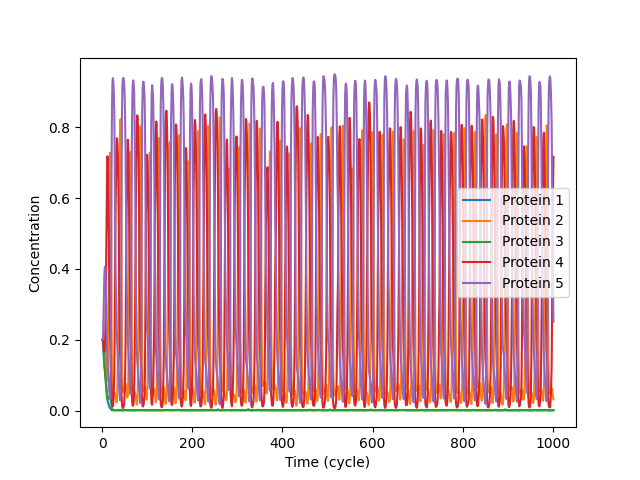 Concentration
0.8
0.6
0.4
0.2
0.0
Protein 1
Protein 2
Protein 3
Protein 4
Protein 5
0
200
400
600
800
1000
Time (cycle)